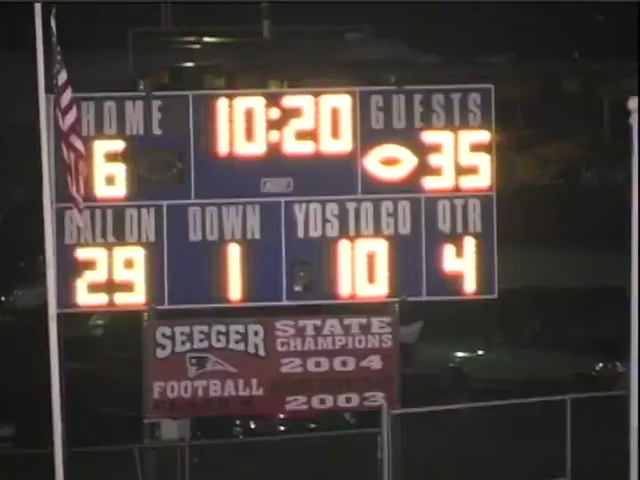 HOME 10:20 GUESTS
6 35
BALL ON DOWN YDS TO GO QTR
29 1 10 4
SEEGER STATE
CHAMPIONS
2004
FOOTBALL
2003